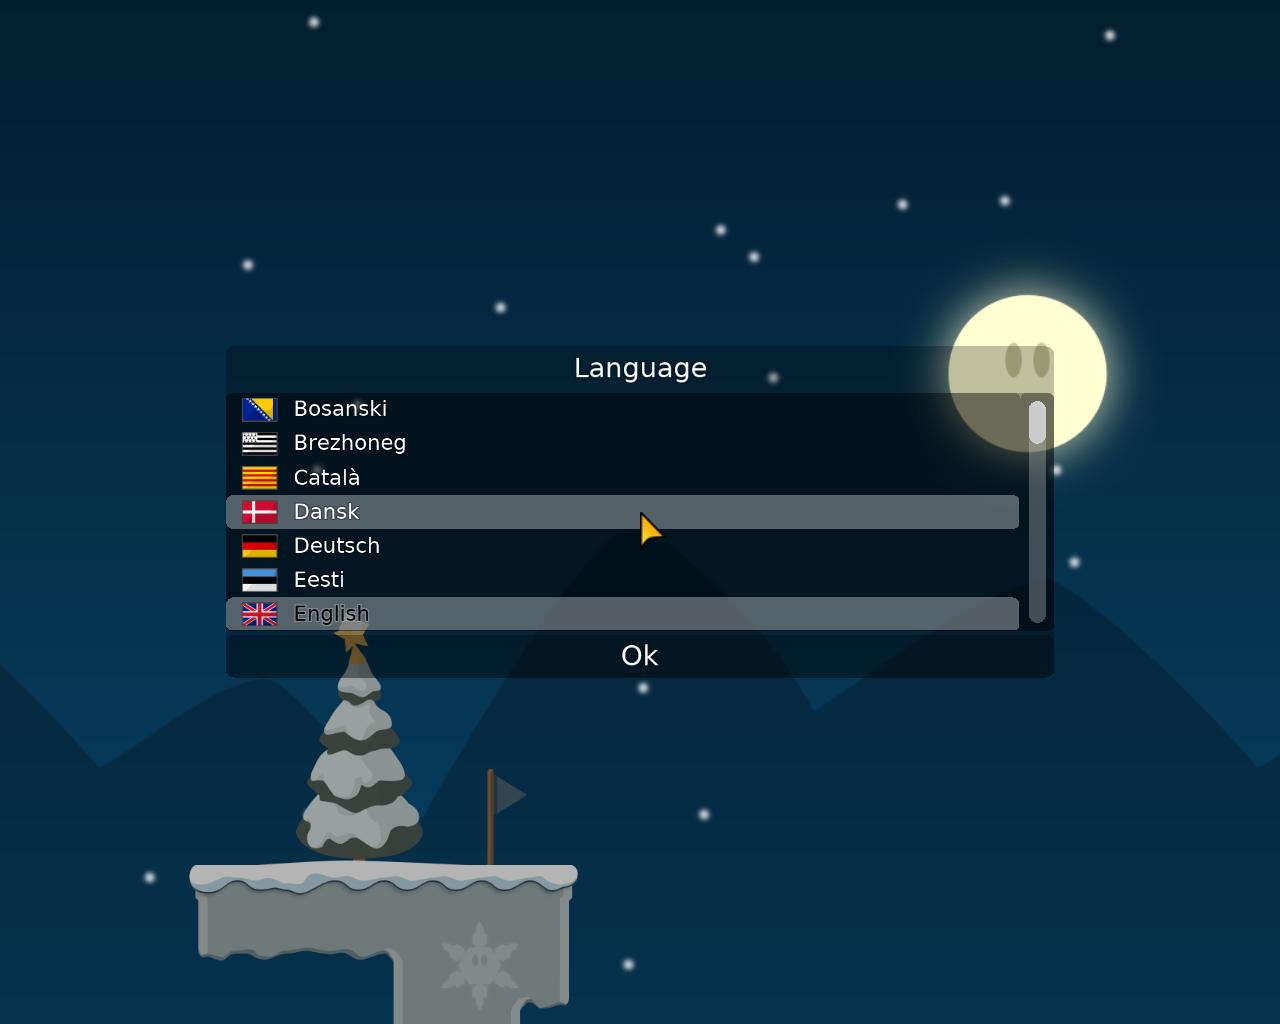 Language
Bosanski
Brezhoneg
Català
Dansk
Deutsch
Eesti
English
Ok